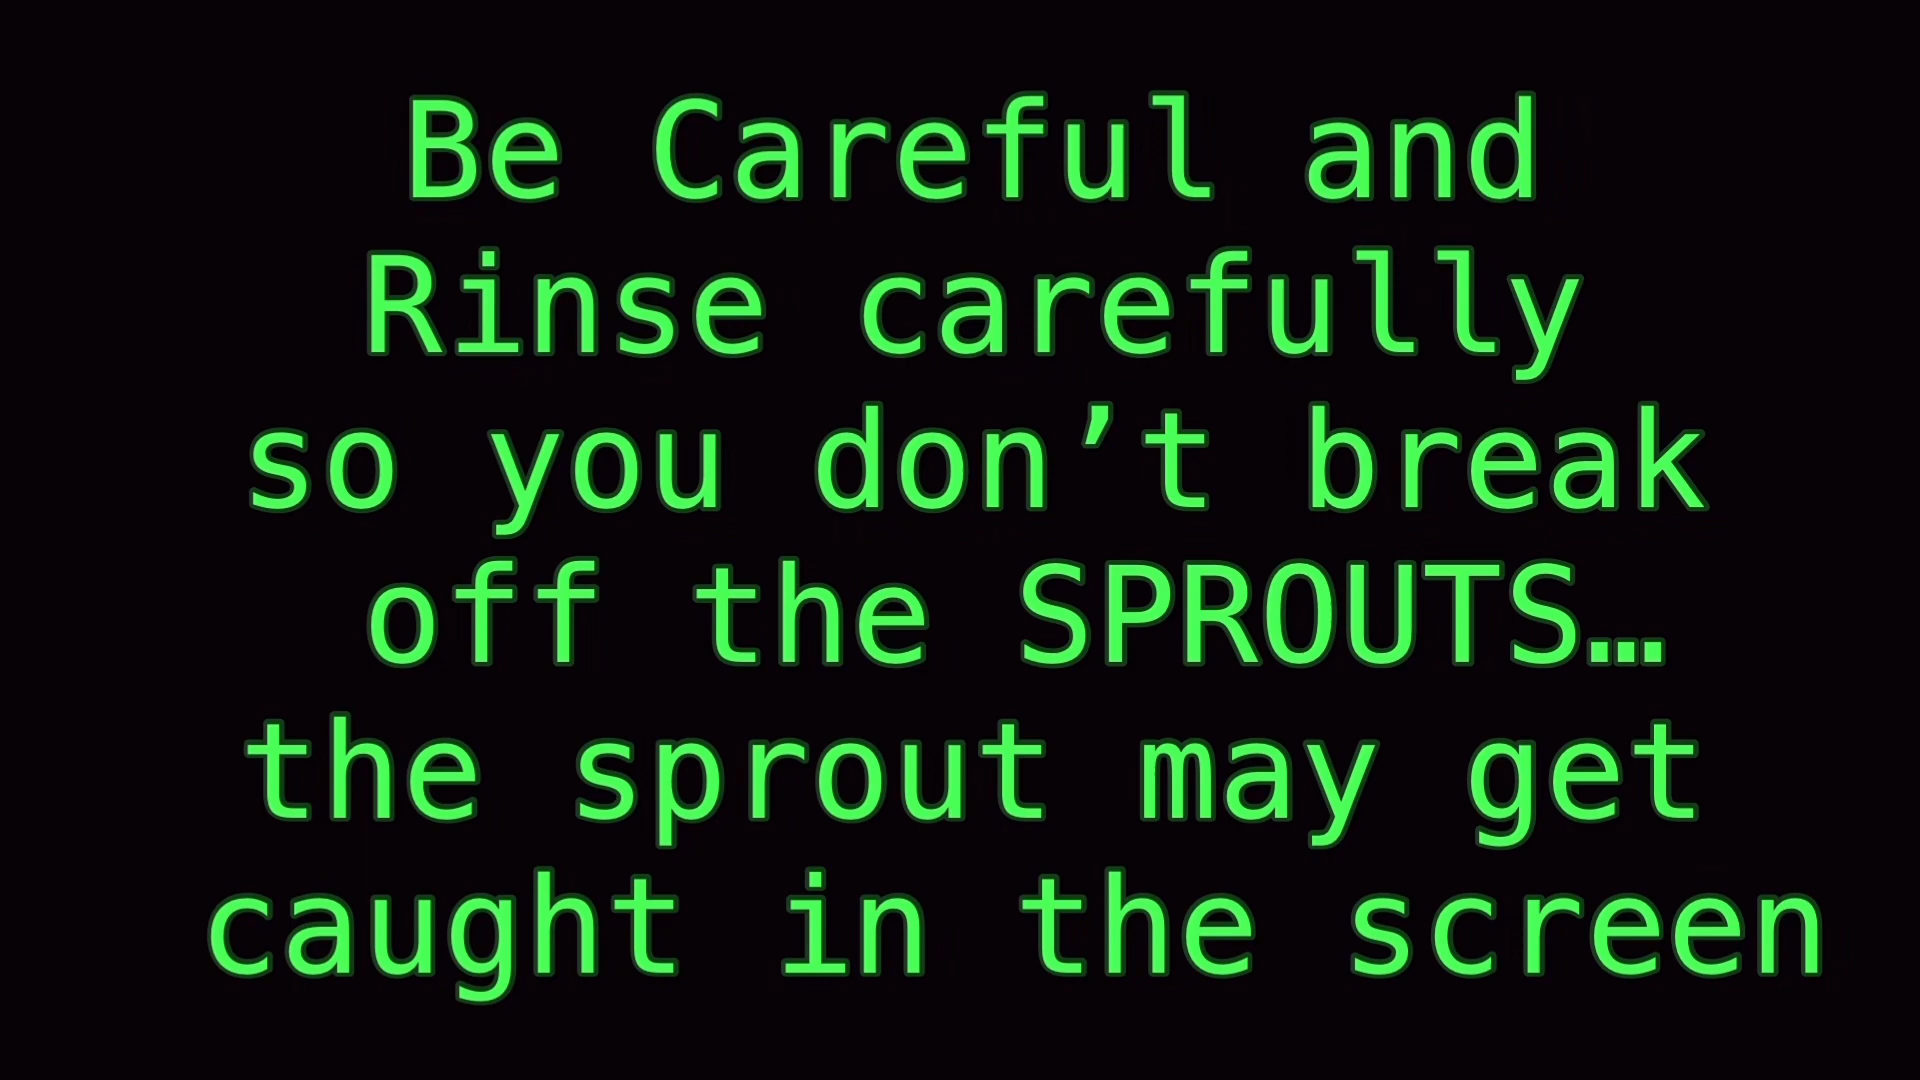 Be Careful and
Rinse carefully
so you don’t break
off the SPROUTS…
the sprout may get
caught in the screen